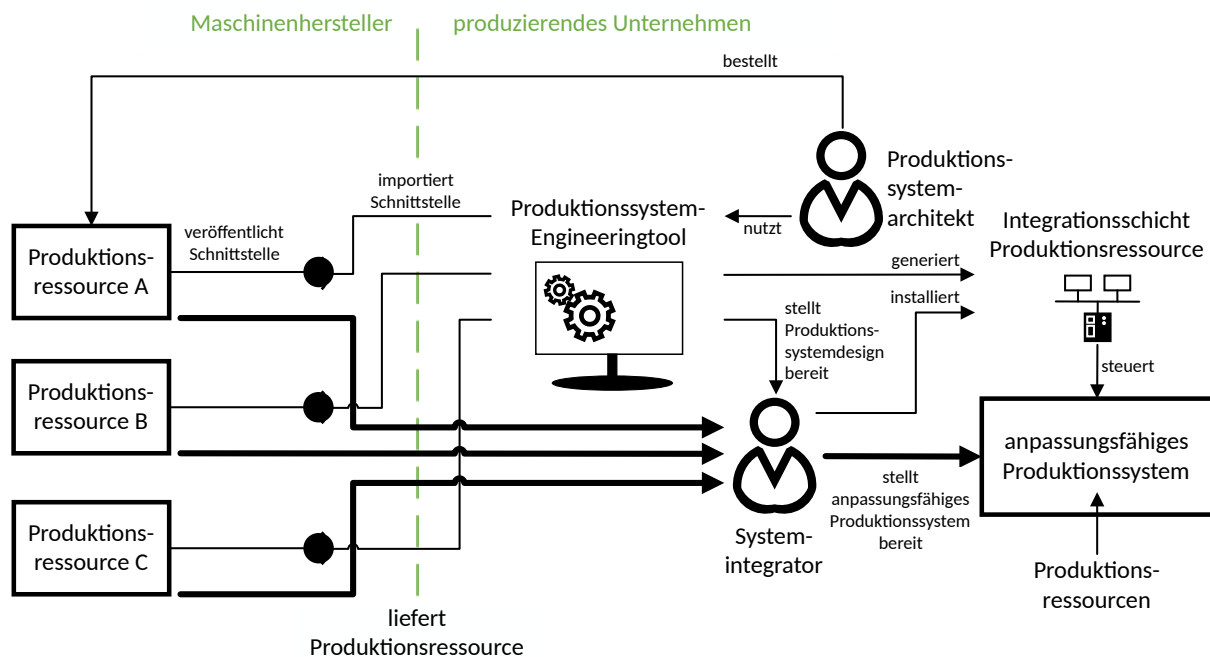 Maschinenhersteller
produzierendes Unternehmen
bestellt
Produktions-
system-
architekt
importiert
Schnittstelle
Produktionssystem-
Engineeringtool
nutzt
Integrationsschicht
Produktionsressource
veröffentlicht
Schnittstelle
Produktions-
ressource A
generiert
installiert
stellt
Produktions-
systemdesign
bereit
steuert
Produktions-
ressource B
anpassungsfähiges
Produktionssystem
stellt
anpassungsfähiges
Produktionssystem
bereit
Produktions-
ressource C
System-
integrator
Produktions-
ressourcen
liefert
Produktionsressource